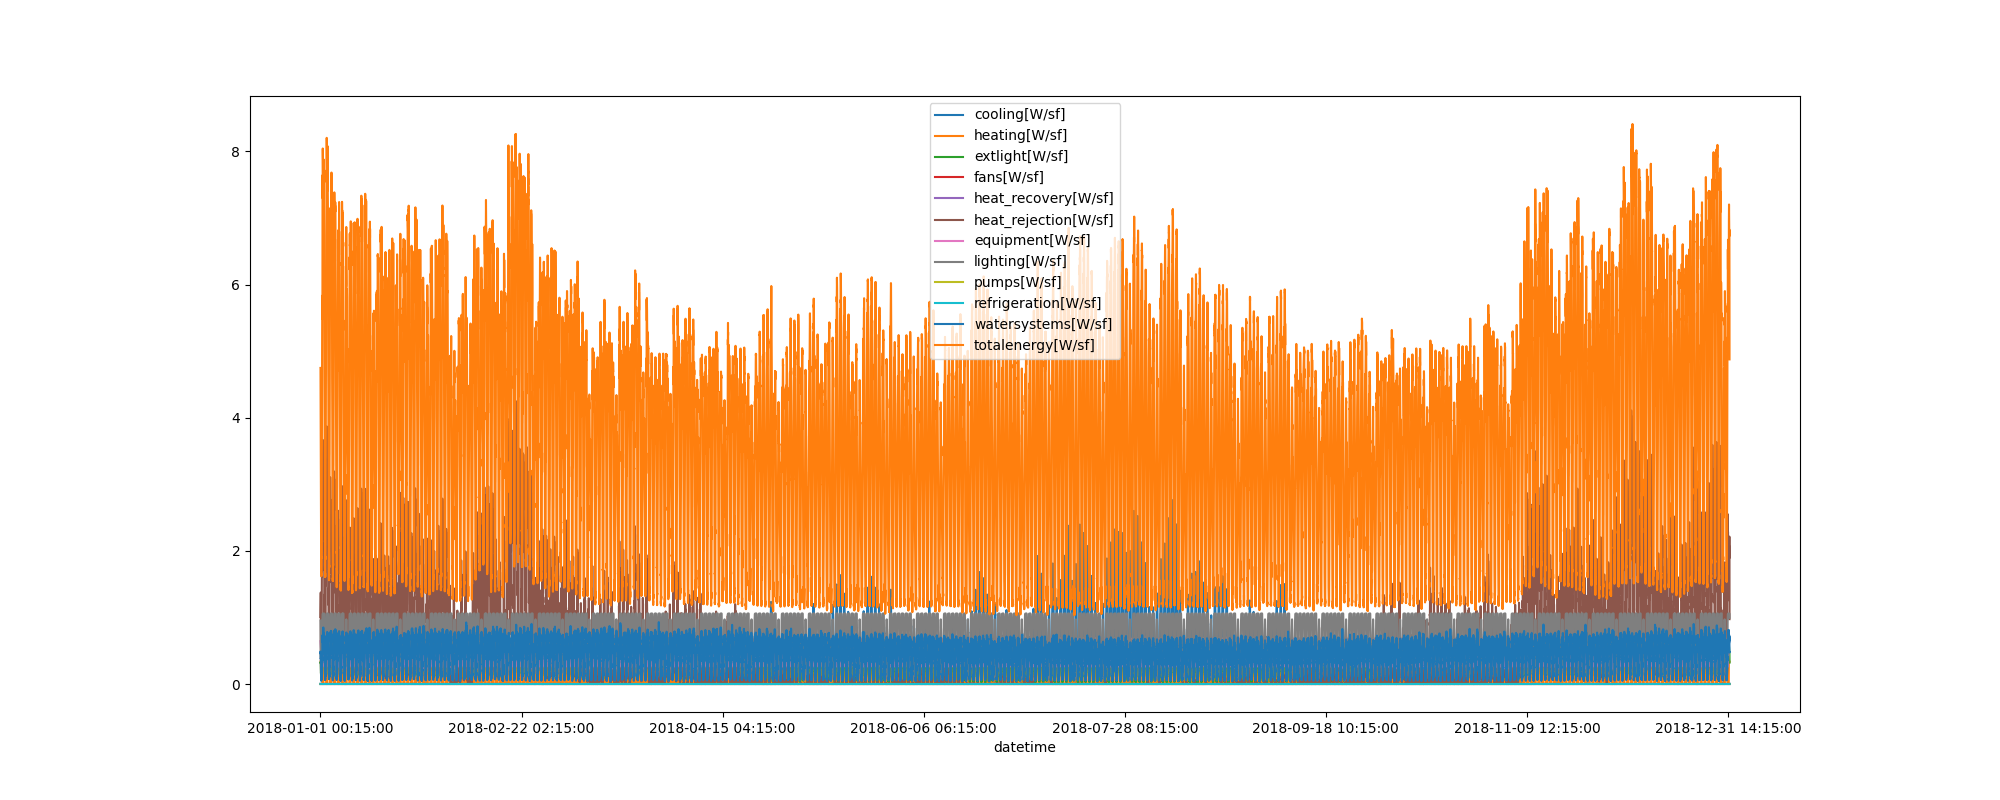 cooling[W/sf]
heating[W/sf]
extlight[W/sf]
fans[W/sf]
heat_recovery[W/sf]
heat_rejection[W/sf]
equipment[W/sf]
lighting[W/sf]
pumps[W/sf]
refrigeration[W/sf]
watersystems[W/sf]
totalenergy[W/sf]
8
6
4
2
0
2018-01-01 00:15:00 2018-02-22 02:15:00 2018-04-15 04:15:00 2018-06-06 06:15:00 2018-07-28 08:15:00 2018-09-18 10:15:00 2018-11-09 12:15:00 2018-12-31 14:15:00
datetime